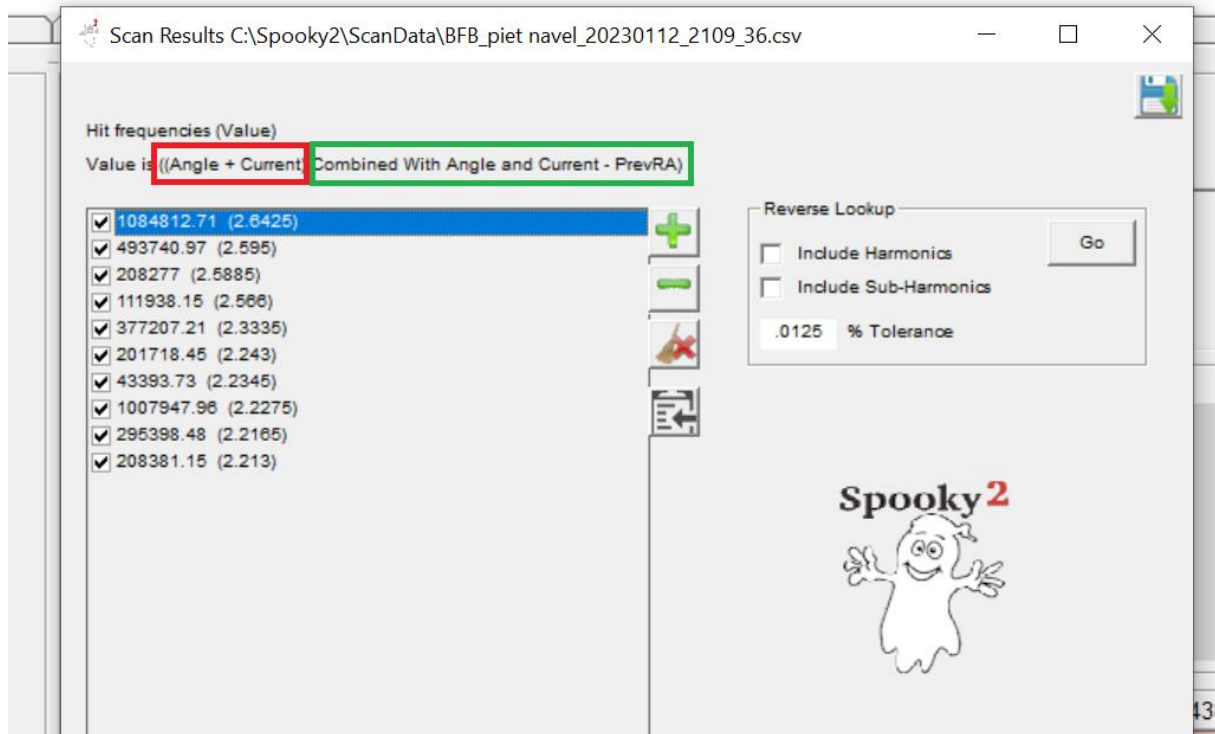 Scan Results C:\Spooky2\ScanData\BFB_piet navel_20230112_2109_36.csv
Hit frequencies (Value)
Value is ((Angle + Current) Combined With Angle and Current - PrevRA)
1084812.71 (2.6425)
493740.97 (2.595)
208277 (2.5885)
111938.15 (2.566)
377207.21 (2.3335)
201718.45 (2.243)
43393.73 (2.2345)
1007947.96 (2.2275)
295398.48 (2.2165)
208381.15 (2.213)
Reverse Lookup
Include Harmonics
Go
Include Sub-Harmonics
.0125 % Tolerance
Spooky2